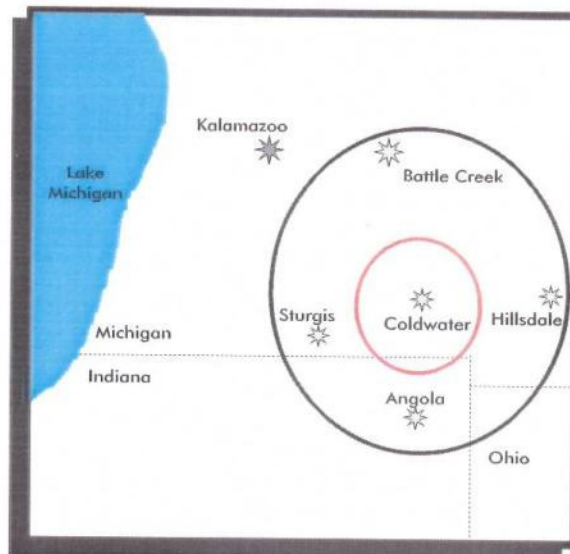 Kalamazoo
Battle Creek
Lake
Michigan
Sturgis
Coldwater
Hillsdale
Michigan
Indiana
Angola
Ohio